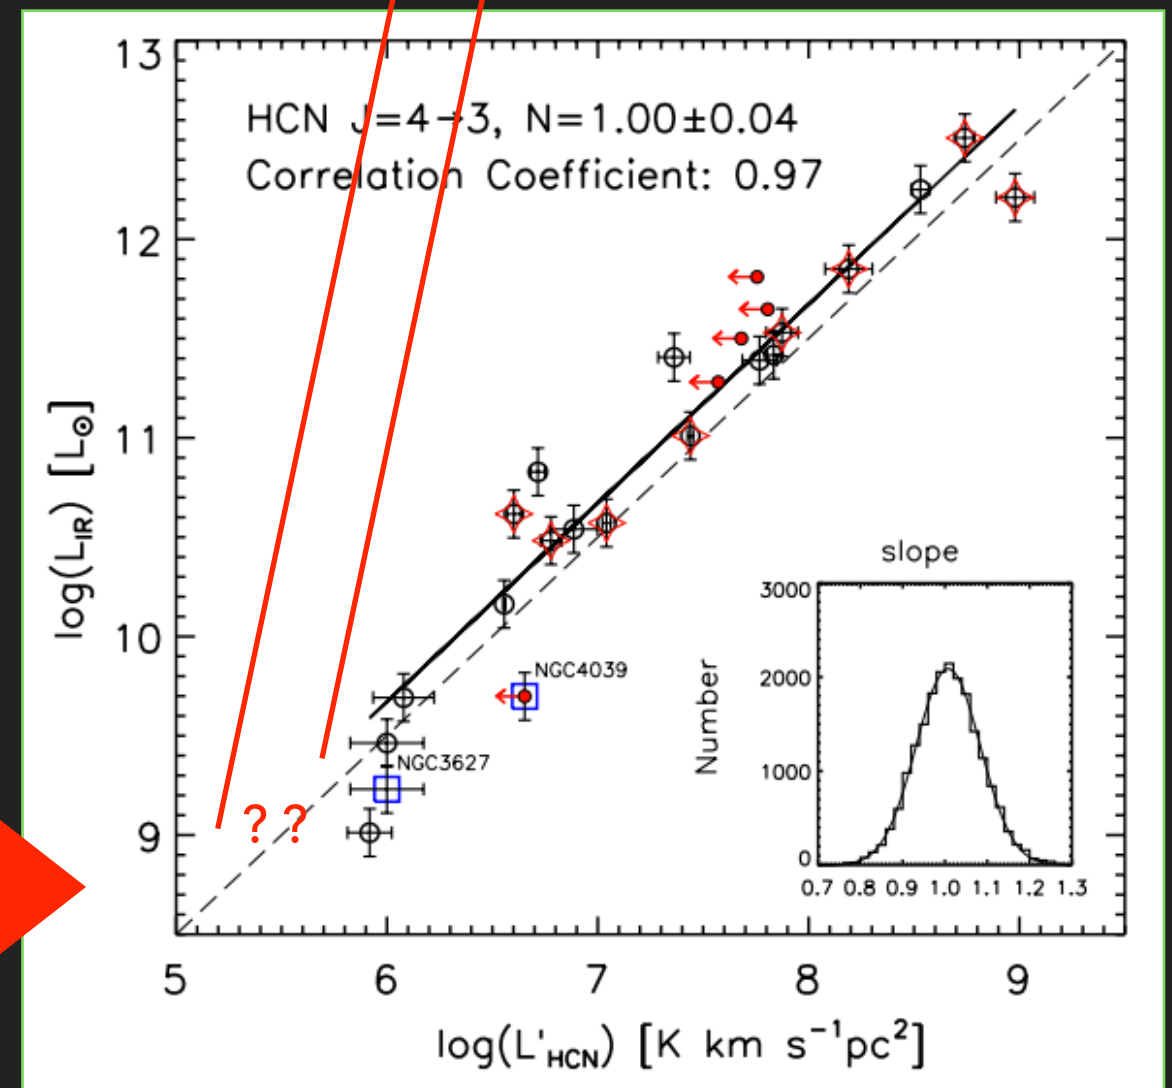 HCN J=4→3, N=1.00±0.04
Correlation Coefficient: 0.97
13
12
11
10
9
log(L_IR) [L⊙]
NGC4039
NGC3627
? ?
slope
Number
3000
2000
1000
0
0.7 0.8 0.9 1.0 1.1 1.2 1.3
5 6 7 8 9
log(L'_HCN) [K km s⁻¹pc²]